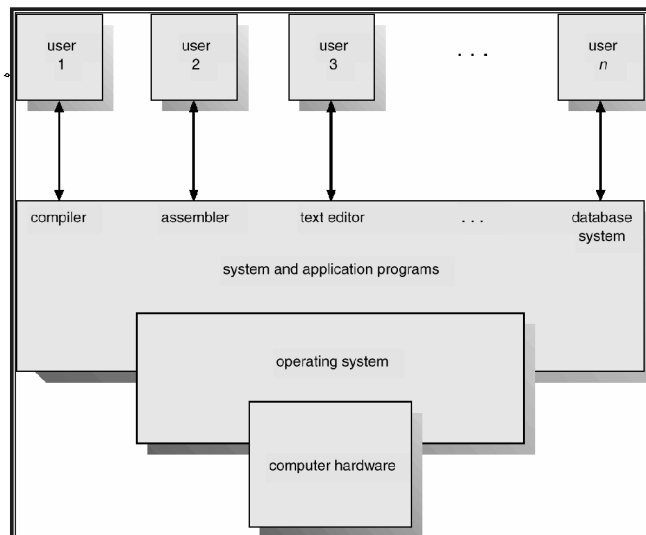 user user user user
1 2 3 . . . n
compiler assembler text editor . . . database
system
system and application programs
operating system
computer hardware